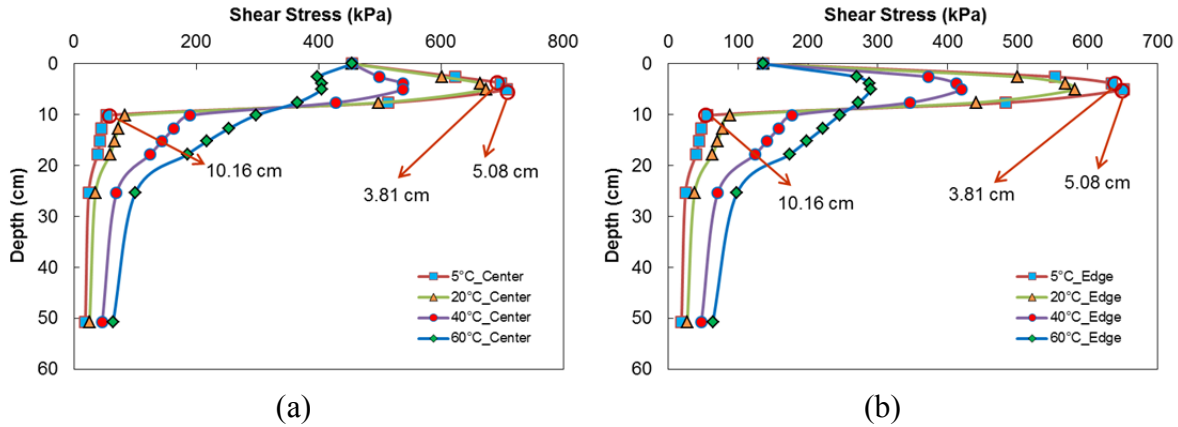 Shear Stress (kPa)
0 200 400 600 800
0
10
20
30
40
50
60
Depth (cm)
10.16 cm
3.81 cm
5.08 cm
5°C_Center
20°C_Center
40°C_Center
60°C_Center
(a)
Shear Stress (kPa)
0 100 200 300 400 500 600 700
0
10
20
30
40
50
60
Depth (cm)
10.16 cm
3.81 cm
5.08 cm
5°C_Edge
20°C_Edge
40°C_Edge
60°C_Edge
(b)